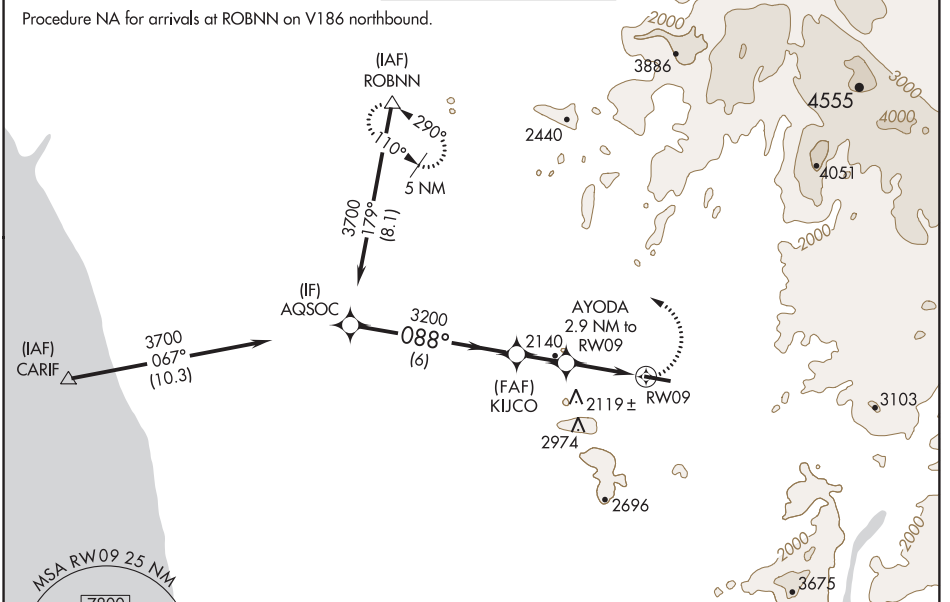 Procedure NA for arrivals at ROBNN on V186 northbound.
2000
3886
(IAF)
ROBNN
3000
4555
4000
2440
290°
110°
5 NM
4051
3700
179°
(8.1)
2000
(IF)
AQSOC
3200
088°
(6)
AYODA
2.9 NM to
RW09
2140
3700
067°
(10.3)
(IAF)
CARIF
(FAF)
KIJCO
RW09
2119 ±
3103
2974
2696
2000
2000
3675
MSA RW09 25 NM